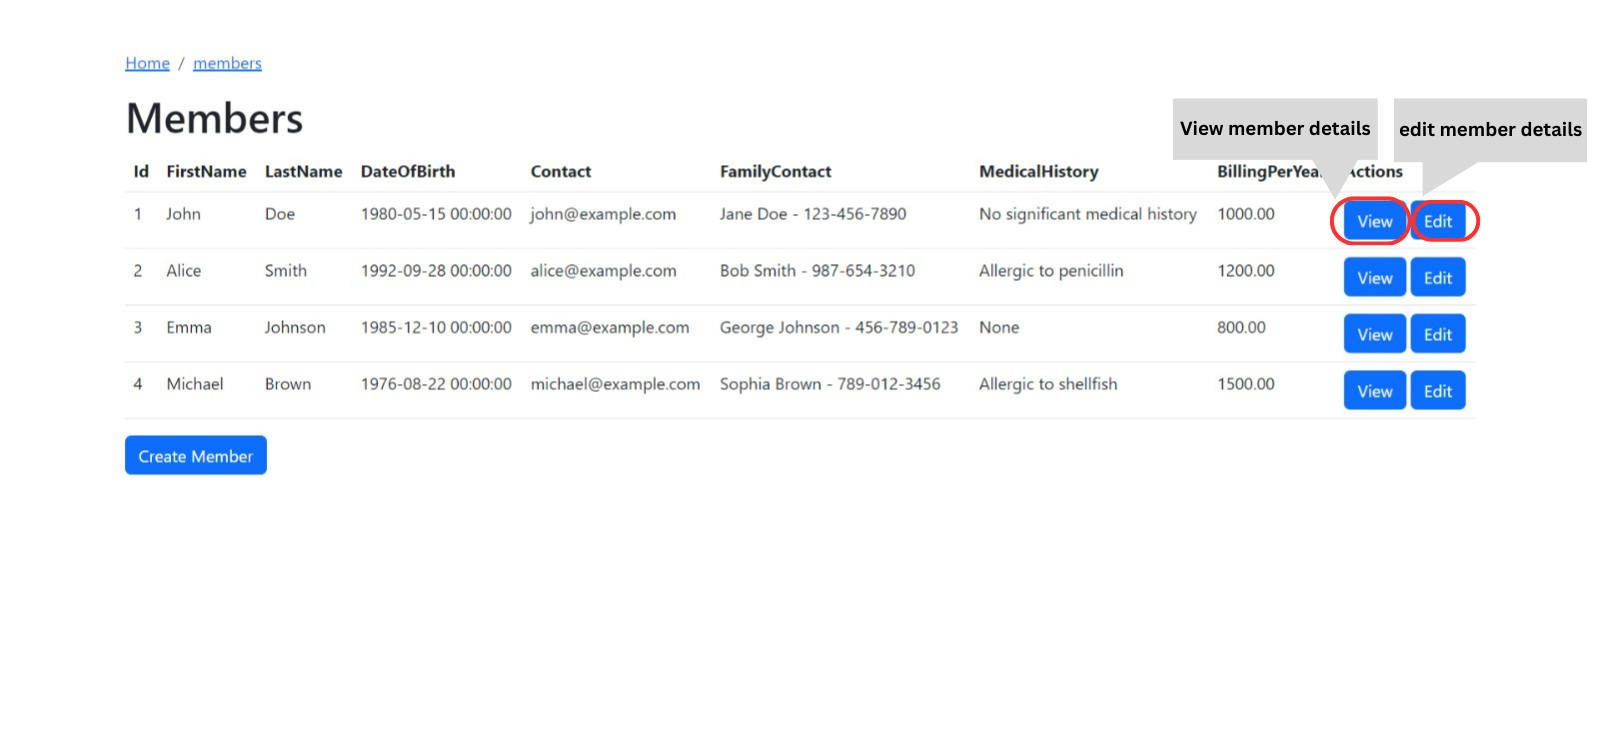 Home / members
Members
View member details
edit member details
Id FirstName LastName DateOfBirth Contact FamilyContact MedicalHistory
1 John Doe 1980-05-15 00:00:00 john@example.com Jane Doe - 123-456-7890 No significant medical history 1000.00 View Edit
2 Alice Smith 1992-09-28 00:00:00 alice@example.com Bob Smith - 987-654-3210 Allergic to penicillin 1200.00 View Edit
3 Emma Johnson 1985-12-10 00:00:00 emma@example.com George Johnson - 456-789-0123 None 800.00 View Edit
4 Michael Brown 1976-08-22 00:00:00 michael@example.com Sophia Brown - 789-012-3456 Allergic to shellfish 1500.00 View Edit
Create Member